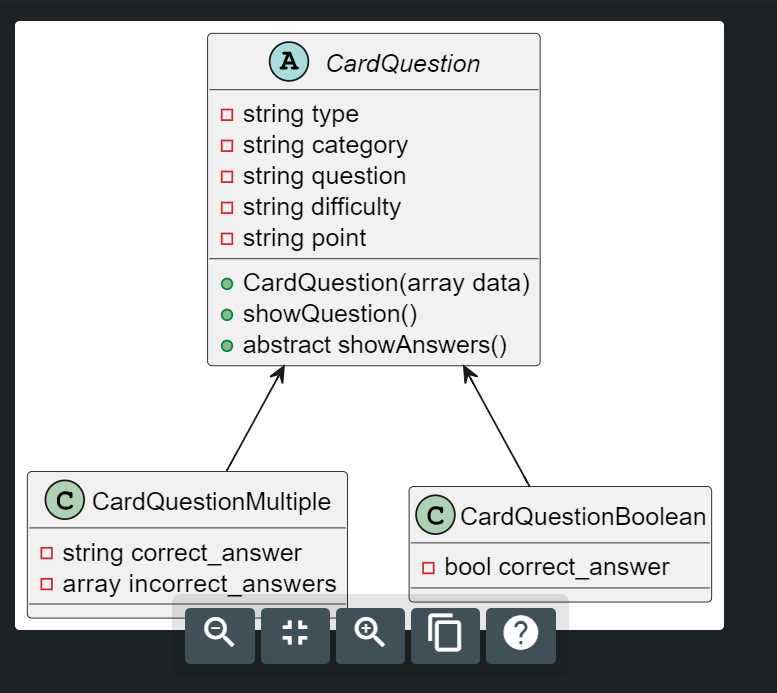 A CardQuestion
string type
string category
string question
string difficulty
string point
CardQuestion(array data)
showQuestion()
abstract showAnswers()
C CardQuestionMultiple
string correct_answer
array incorrect_answers
C CardQuestionBoolean
bool correct_answer
?